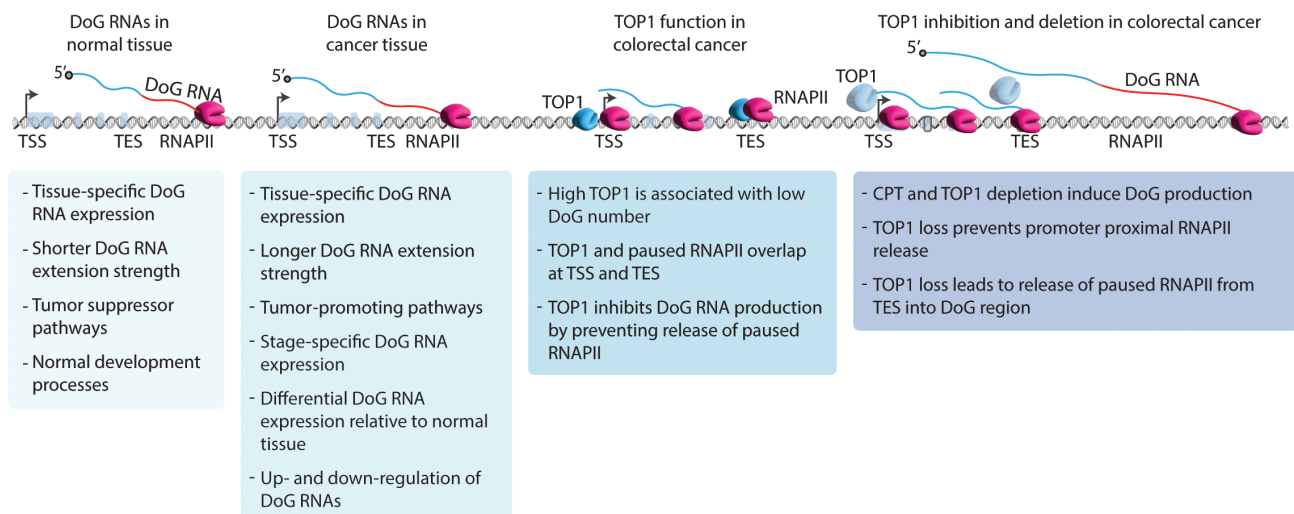 DoG RNAs in
normal tissue
5'
DoG RNA
TSS
TES
RNAPII
- Tissue-specific DoG
RNA expression
- Shorter DoG RNA
extension strength
- Tumor suppressor
pathways
- Normal development
processes
DoG RNAs in
cancer tissue
5'
TSS
TES
RNAPII
- Tissue-specific DoG RNA
expression
- Longer DoG RNA extension
strength
- Tumor-promoting pathways
- Stage-specific DoG RNA
expression
- Differential DoG RNA
expression relative to normal
tissue
- Up- and down-regulation of
DoG RNAs
TOP1 function in
colorectal cancer
TOP1
RNAPII
TSS
TES
- High TOP1 is associated with low
DoG number
- TOP1 and paused RNAPII overlap
at TSS and TES
- TOP1 inhibits DoG RNA production
by preventing release of paused
RNAPII
TOP1 inhibition and deletion in colorectal cancer
5'
TOP1
DoG RNA
TSS
TES
RNAPII
- CPT and TOP1 depletion induce DoG production
- TOP1 loss prevents promoter proximal RNAPII
release
- TOP1 loss leads to release of paused RNAPII from
TES into DoG region